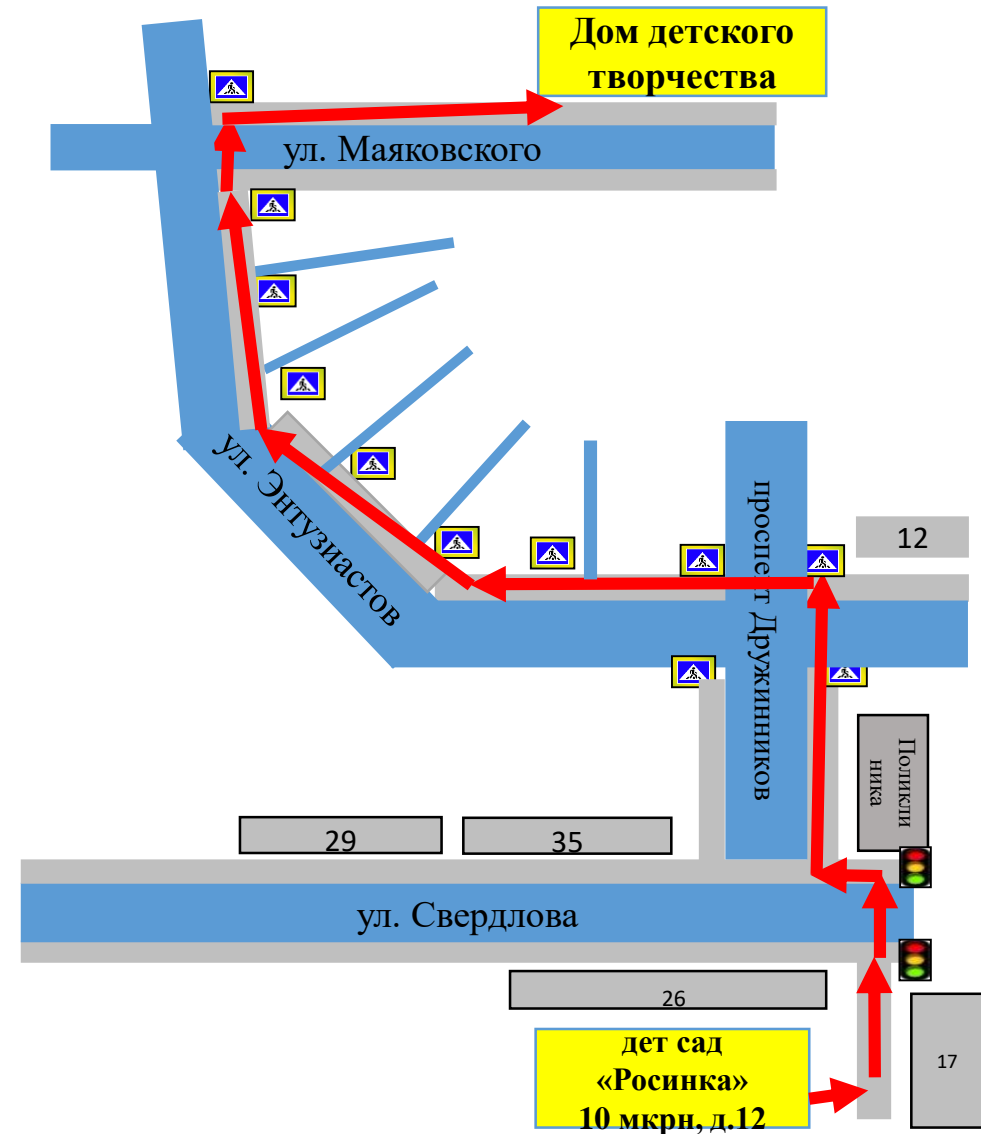 Дом детского
творчества
ул. Маяковского
ул. Энтузиастов
проспект Дружинников
12
Поликли
ника
29
35
ул. Свердлова
26
17
дет сад
«Росинка»
10 мкрн, д.12